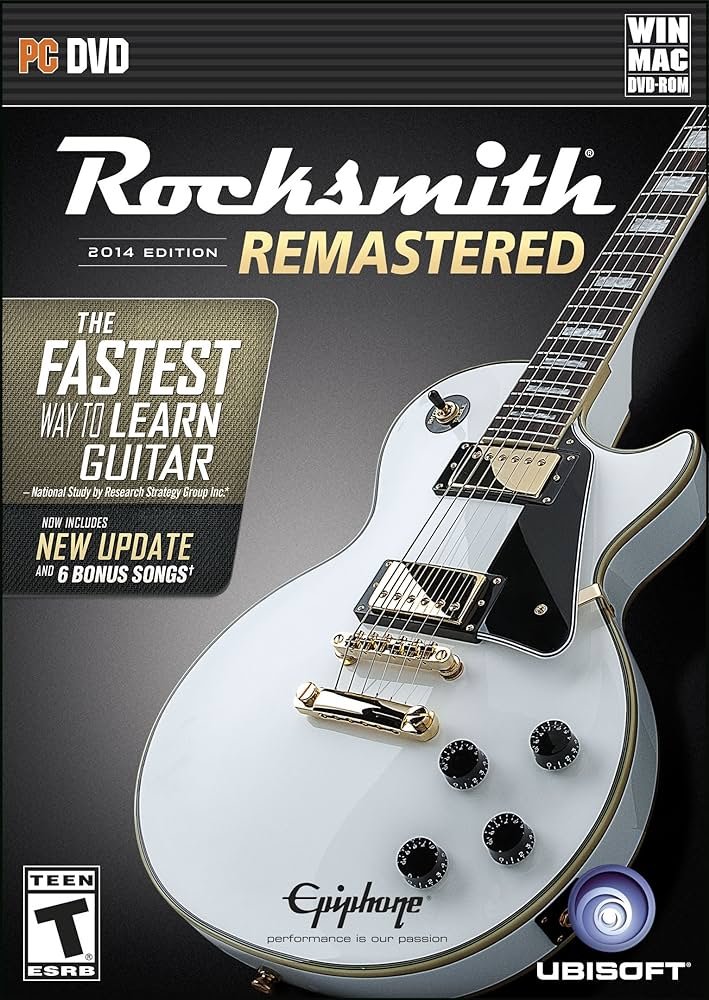 PC DVD
WIN
MAC
DVD-ROM
Rocksmith®
2014 EDITION
REMASTERED
THE
FASTEST
WAY TO LEARN
GUITAR
– National Study by Research Strategy Group Inc.*
NOW INCLUDES
NEW UPDATE
AND 6 BONUS SONGS†
TEEN
T
ESRB
Epiphone®
performance is our passion
UBISOFT®